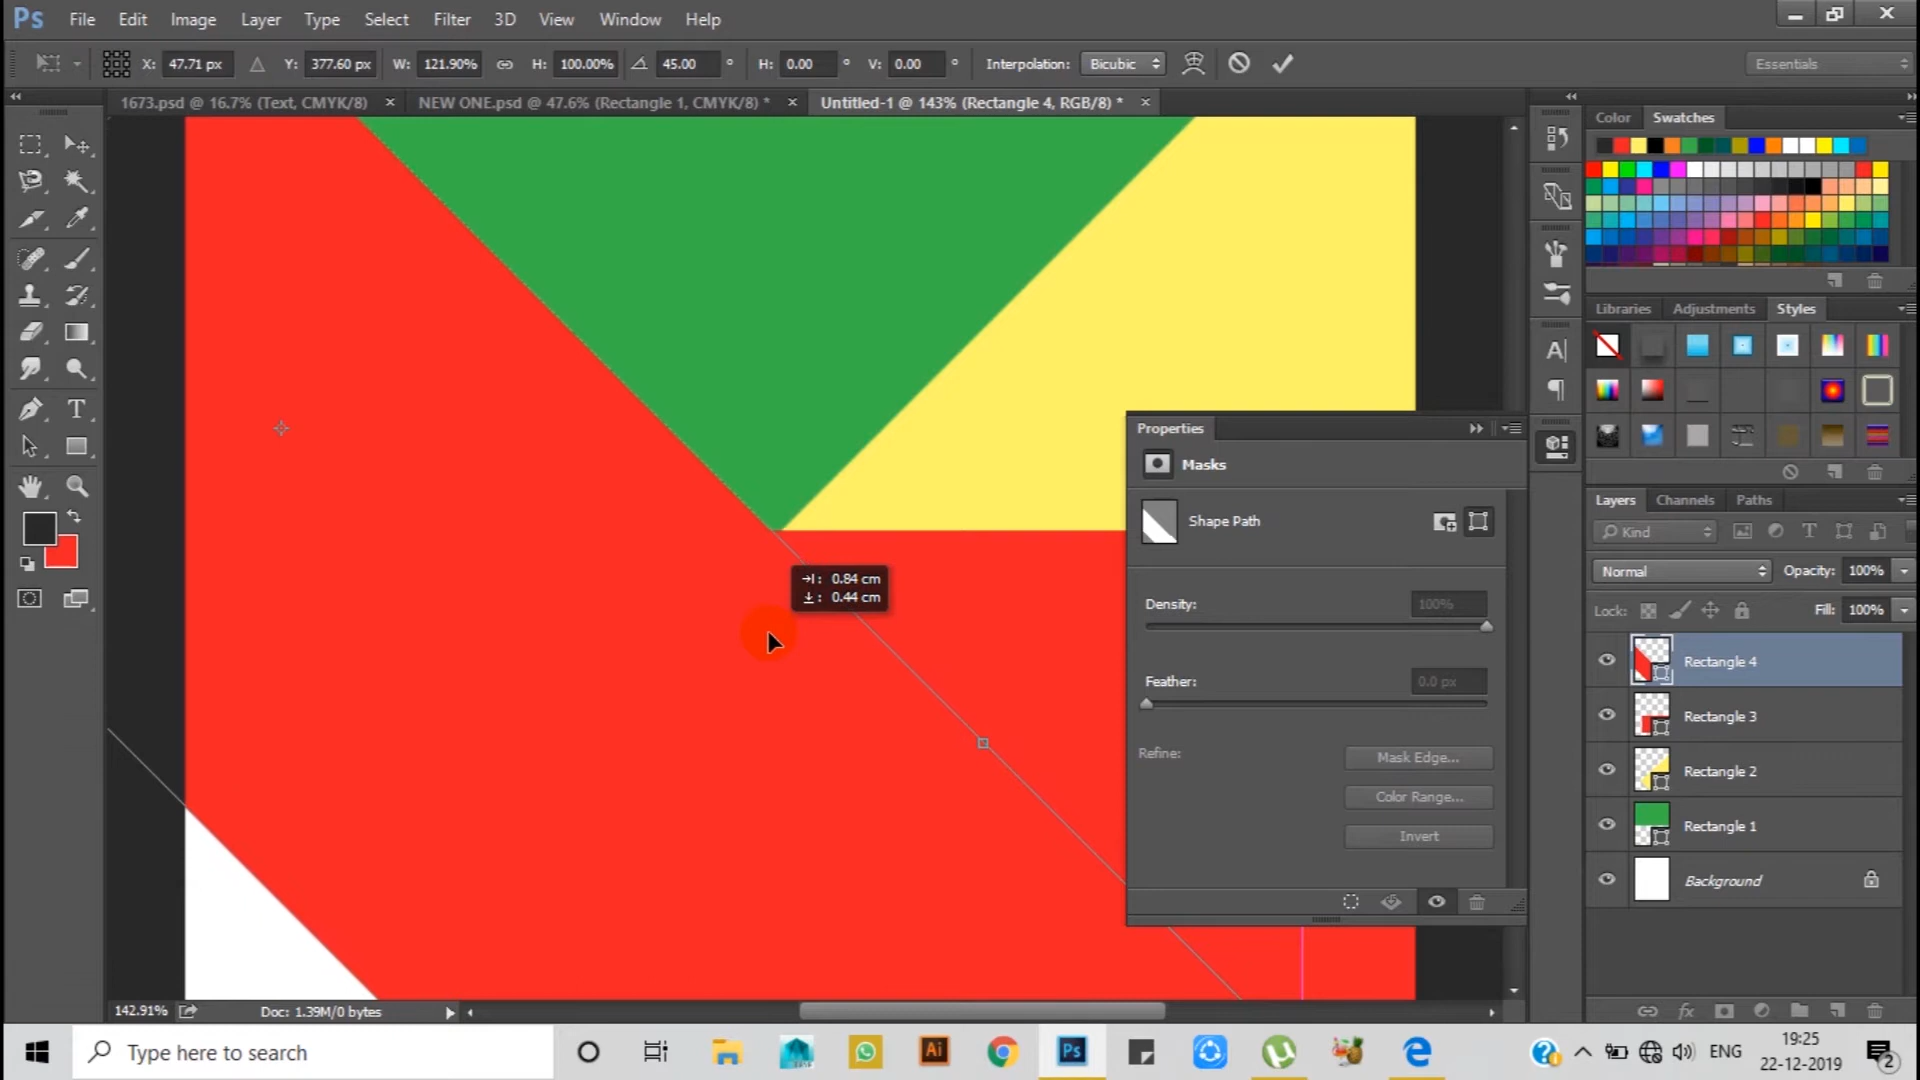 Ps File Edit Image Layer Type Select Filter 3D View Window Help
X: 47.71 px Y: 377.60 px W: 121.90% H: 100.00% 45.00 ° H: 0.00 ° V: 0.00 ° Interpolation: Bicubic Essentials
1673.psd @ 16.7% (Text, CMYK/8) × NEW ONE.psd @ 47.6% (Rectangle 1, CMYK/8) * × Untitled-1 @ 143% (Rectangle 4, RGB/8) * ×
Color Swatches
Libraries Adjustments Styles
Properties
Masks
Shape Path
Density: 100%
Feather: 0.0 px
Refine: Mask Edge...
Color Range...
Invert
→I: 0.84 cm
0.44 cm
Layers Channels Paths
Kind
Normal Opacity: 100%
Lock: Fill: 100%
Rectangle 4
Rectangle 3
Rectangle 2
Rectangle 1
Background
142.91% Doc: 1.39M/0 bytes
Type here to search
Ai Ps
ENG
19:25
22-12-2019
2